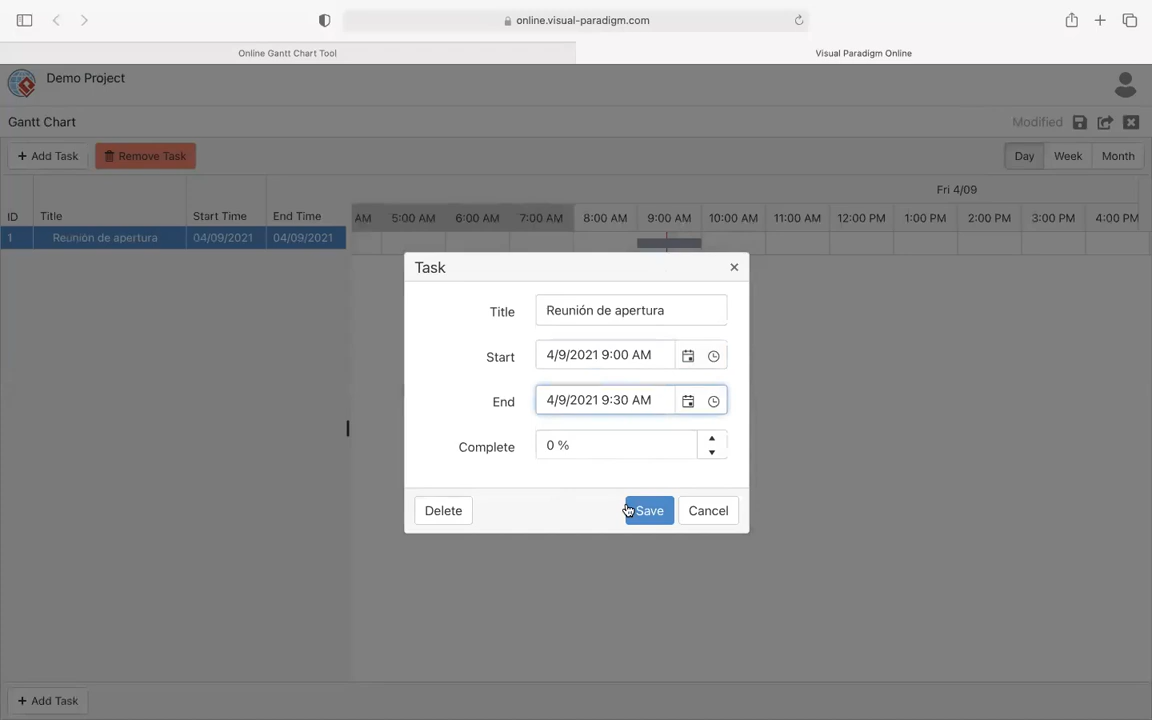 online.visual-paradigm.com
Online Gantt Chart Tool
Visual Paradigm Online
Demo Project
Gantt Chart
Modified
+ Add Task
Remove Task
Day
Week
Month
Fri 4/09
ID
Title
Start Time
End Time
AM
5:00 AM
6:00 AM
7:00 AM
8:00 AM
9:00 AM
10:00 AM
11:00 AM
12:00 PM
1:00 PM
2:00 PM
3:00 PM
4:00 PM
1
Reunión de apertura
04/09/2021
04/09/2021
Task
Title
Reunión de apertura
Start
4/9/2021 9:00 AM
End
4/9/2021 9:30 AM
Complete
0 %
Delete
Save
Cancel
+ Add Task